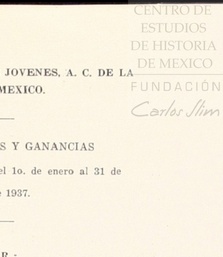 CENTRO DE
ESTUDIOS
DE HISTORIA
DE MEXICO
FUNDACIÓN
Carlos Slim
JOVENES, A. C. DE LA
MEXICO.
S Y GANANCIAS
el 1o. de enero al 31 de
e 1937.
R :